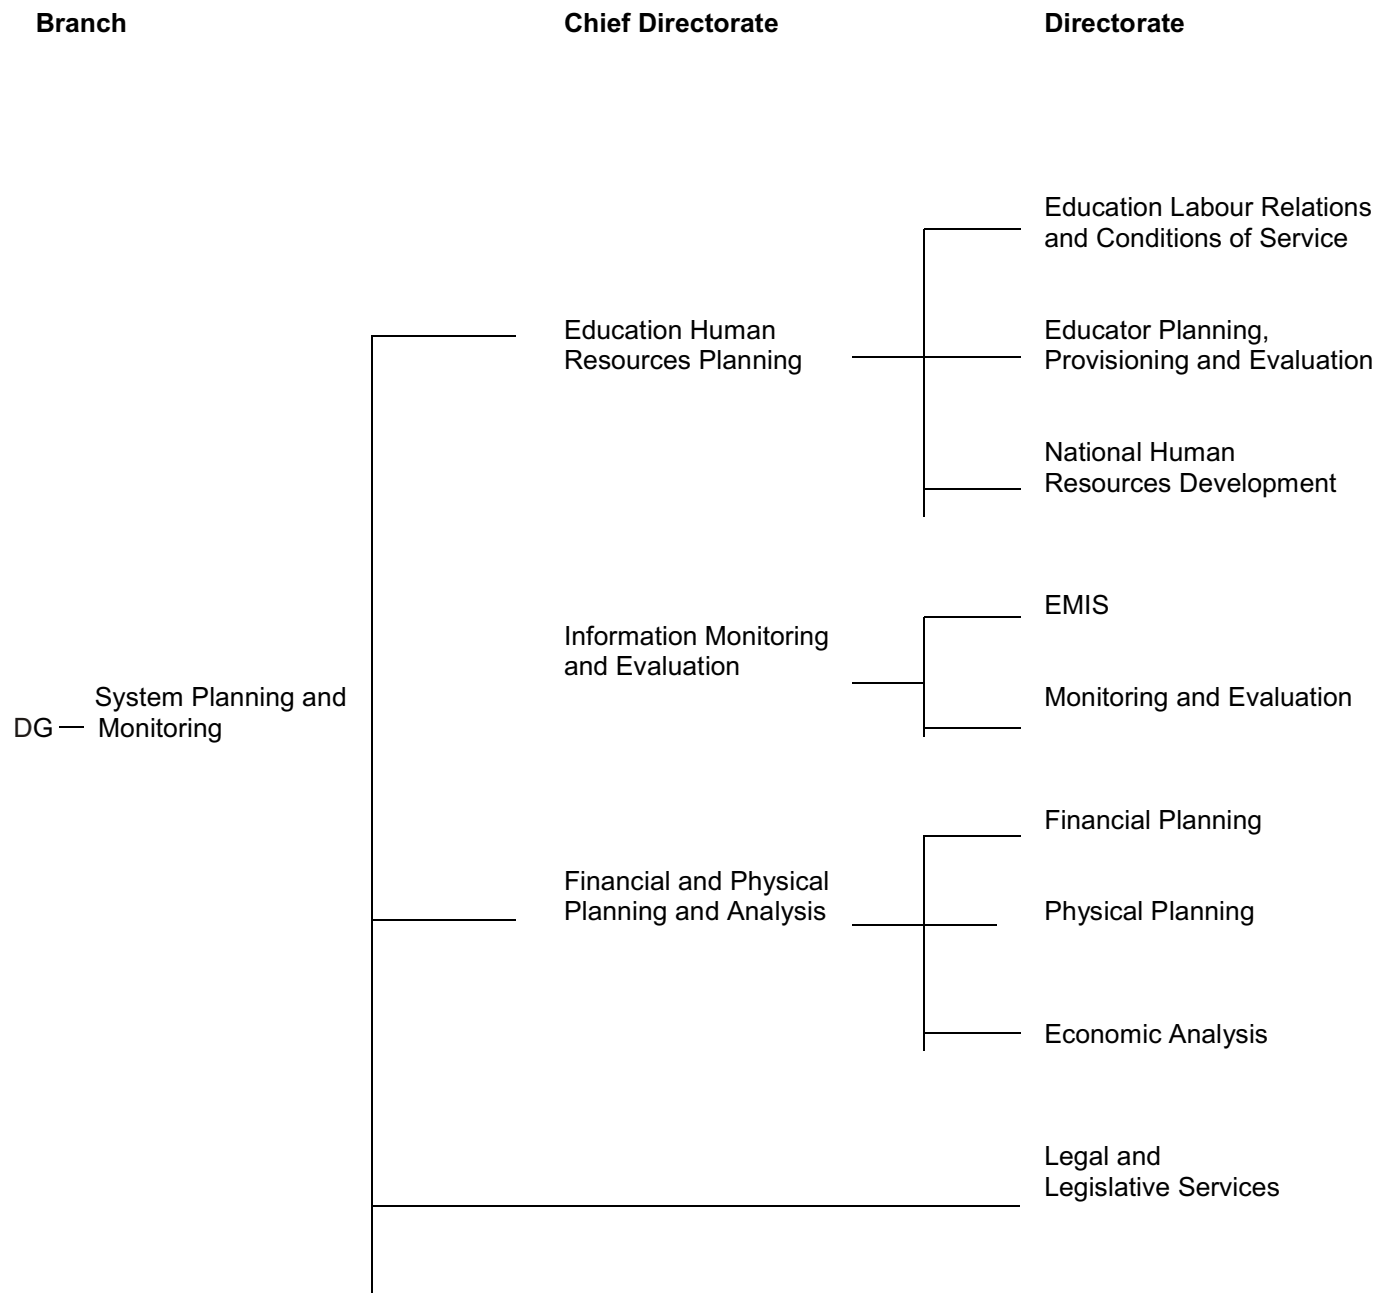 Branch
Chief Directorate
Directorate
Education Labour Relations
and Conditions of Service
Education Human
Resources Planning
Educator Planning,
Provisioning and Evaluation
National Human
Resources Development
EMIS
Information Monitoring
and Evaluation
System Planning and
DG
Monitoring
Monitoring and Evaluation
Financial Planning
Financial and Physical
Planning and Analysis
Physical Planning
Economic Analysis
Legal and
Legislative Services